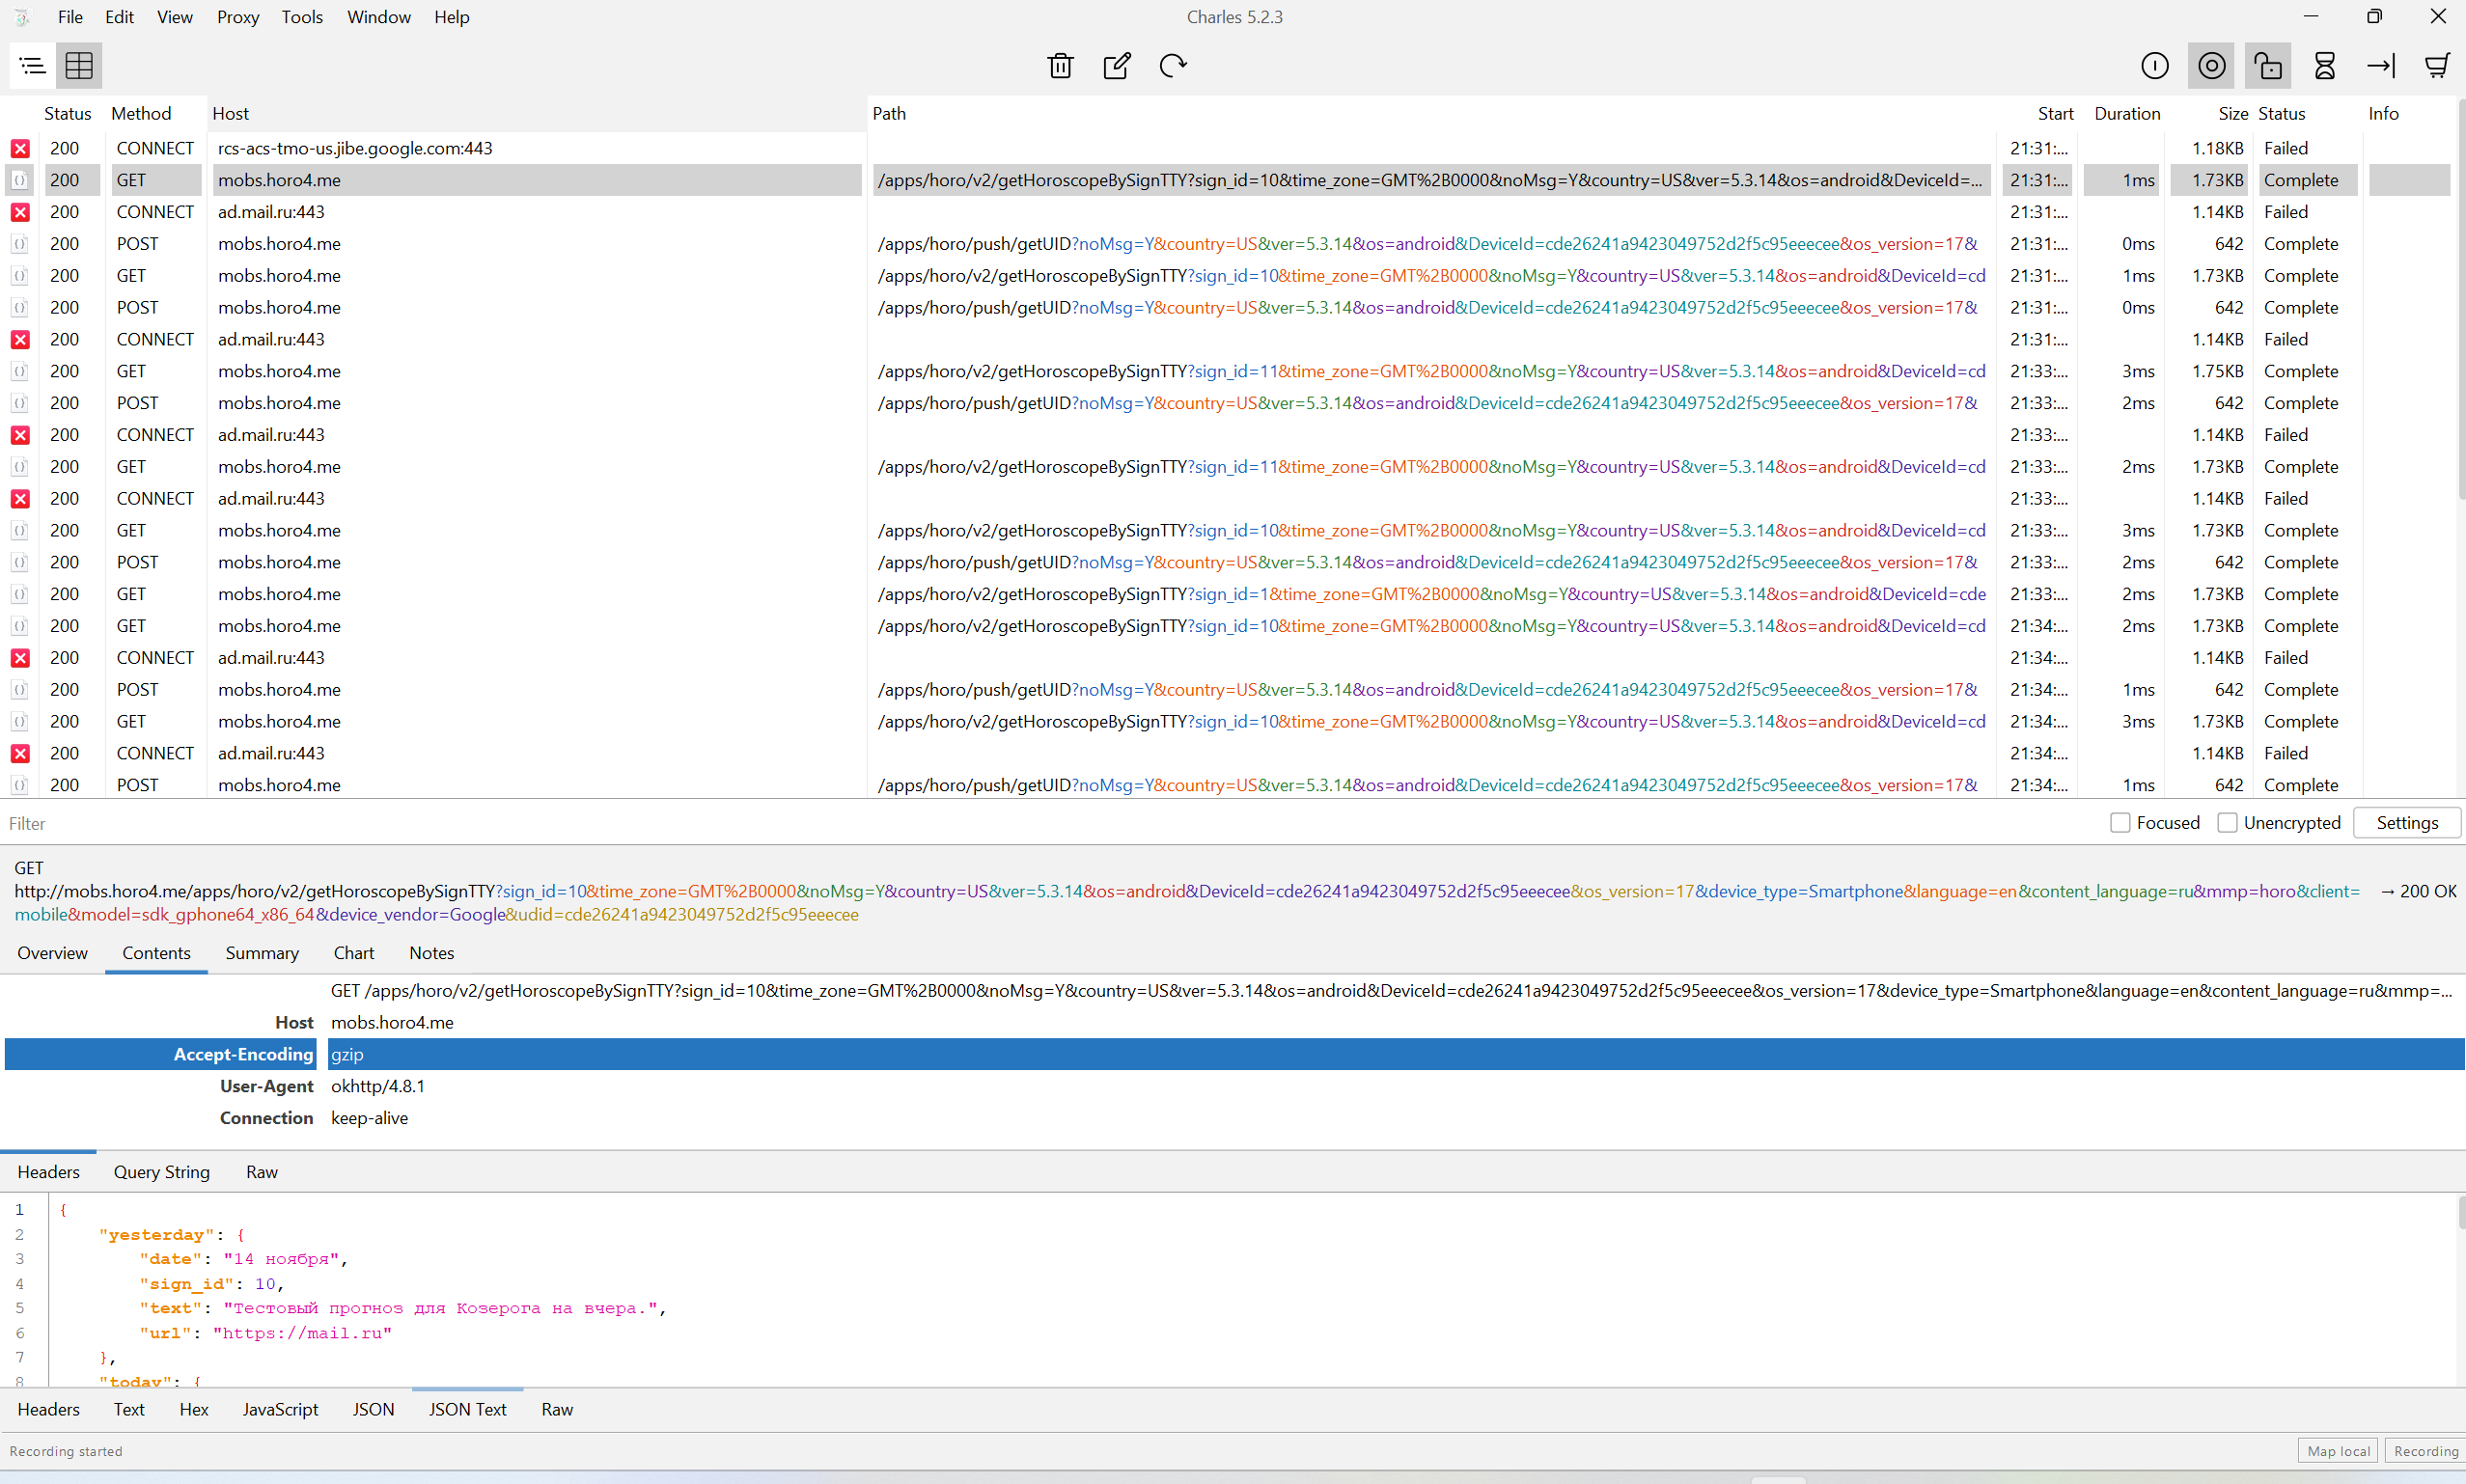 File Edit View Proxy Tools Window Help Charles 5.2.3
Status Method Host Path Start Duration Size Status Info
200 CONNECT rcs-acs-tmo-us.jibe.google.com:443 21:31:... 1.18KB Failed
200 GET mobs.horo4.me /apps/horo/v2/getHoroscopeBySignTTY?sign_id=10&time_zone=GMT%2B0000&noMsg=Y&country=US&ver=5.3.14&os=android&DeviceId=... 21:31:... 1ms 1.73KB Complete
200 CONNECT ad.mail.ru:443 21:31:... 1.14KB Failed
200 POST mobs.horo4.me /apps/horo/push/getUID?noMsg=Y&country=US&ver=5.3.14&os=android&DeviceId=cde26241a9423049752d2f5c95eeecee&os_version=17& 21:31:... 0ms 642 Complete
200 GET mobs.horo4.me /apps/horo/v2/getHoroscopeBySignTTY?sign_id=10&time_zone=GMT%2B0000&noMsg=Y&country=US&ver=5.3.14&os=android&DeviceId=cd 21:31:... 1ms 1.73KB Complete
200 POST mobs.horo4.me /apps/horo/push/getUID?noMsg=Y&country=US&ver=5.3.14&os=android&DeviceId=cde26241a9423049752d2f5c95eeecee&os_version=17& 21:31:... 0ms 642 Complete
200 CONNECT ad.mail.ru:443 21:31:... 1.14KB Failed
200 GET mobs.horo4.me /apps/horo/v2/getHoroscopeBySignTTY?sign_id=11&time_zone=GMT%2B0000&noMsg=Y&country=US&ver=5.3.14&os=android&DeviceId=cd 21:33:... 3ms 1.75KB Complete
200 POST mobs.horo4.me /apps/horo/push/getUID?noMsg=Y&country=US&ver=5.3.14&os=android&DeviceId=cde26241a9423049752d2f5c95eeecee&os_version=17& 21:33:... 2ms 642 Complete
200 CONNECT ad.mail.ru:443 21:33:... 1.14KB Failed
200 GET mobs.horo4.me /apps/horo/v2/getHoroscopeBySignTTY?sign_id=11&time_zone=GMT%2B0000&noMsg=Y&country=US&ver=5.3.14&os=android&DeviceId=cd 21:33:... 2ms 1.73KB Complete
200 CONNECT ad.mail.ru:443 21:33:... 1.14KB Failed
200 GET mobs.horo4.me /apps/horo/v2/getHoroscopeBySignTTY?sign_id=10&time_zone=GMT%2B0000&noMsg=Y&country=US&ver=5.3.14&os=android&DeviceId=cd 21:33:... 3ms 1.73KB Complete
200 POST mobs.horo4.me /apps/horo/push/getUID?noMsg=Y&country=US&ver=5.3.14&os=android&DeviceId=cde26241a9423049752d2f5c95eeecee&os_version=17& 21:33:... 2ms 642 Complete
200 GET mobs.horo4.me /apps/horo/v2/getHoroscopeBySignTTY?sign_id=1&time_zone=GMT%2B0000&noMsg=Y&country=US&ver=5.3.14&os=android&DeviceId=cde 21:33:... 2ms 1.73KB Complete
200 GET mobs.horo4.me /apps/horo/v2/getHoroscopeBySignTTY?sign_id=10&time_zone=GMT%2B0000&noMsg=Y&country=US&ver=5.3.14&os=android&DeviceId=cd 21:34:... 2ms 1.73KB Complete
200 CONNECT ad.mail.ru:443 21:34:... 1.14KB Failed
200 POST mobs.horo4.me /apps/horo/push/getUID?noMsg=Y&country=US&ver=5.3.14&os=android&DeviceId=cde26241a9423049752d2f5c95eeecee&os_version=17& 21:34:... 1ms 642 Complete
200 GET mobs.horo4.me /apps/horo/v2/getHoroscopeBySignTTY?sign_id=10&time_zone=GMT%2B0000&noMsg=Y&country=US&ver=5.3.14&os=android&DeviceId=cd 21:34:... 3ms 1.73KB Complete
200 CONNECT ad.mail.ru:443 21:34:... 1.14KB Failed
200 POST mobs.horo4.me /apps/horo/push/getUID?noMsg=Y&country=US&ver=5.3.14&os=android&DeviceId=cde26241a9423049752d2f5c95eeecee&os_version=17& 21:34:... 1ms 642 Complete
Filter Focused Unencrypted Settings
GET
http://mobs.horo4.me/apps/horo/v2/getHoroscopeBySignTTY?sign_id=10&time_zone=GMT%2B0000&noMsg=Y&country=US&ver=5.3.14&os=android&DeviceId=cde26241a9423049752d2f5c95eeecee&os_version=17&device_type=Smartphone&language=en&content_language=ru&mmp=horo&client= → 200 OK
mobile&model=sdk_gphone64_x86_64&device_vendor=Google&udid=cde26241a9423049752d2f5c95eeecee
Overview Contents Summary Chart Notes
GET /apps/horo/v2/getHoroscopeBySignTTY?sign_id=10&time_zone=GMT%2B0000&noMsg=Y&country=US&ver=5.3.14&os=android&DeviceId=cde26241a9423049752d2f5c95eeecee&os_version=17&device_type=Smartphone&language=en&content_language=ru&mmp=...
Host mobs.horo4.me
Accept-Encoding gzip
User-Agent okhttp/4.8.1
Connection keep-alive
Headers Query String Raw
1 {
2 "yesterday": {
3 "date": "14 ноября",
4 "sign_id": 10,
5 "text": "Тестовый прогноз для Козерога на вчера.",
6 "url": "https://mail.ru"
7 },
8 "today": {
Headers Text Hex JavaScript JSON JSON Text Raw
Recording started Map local Recording